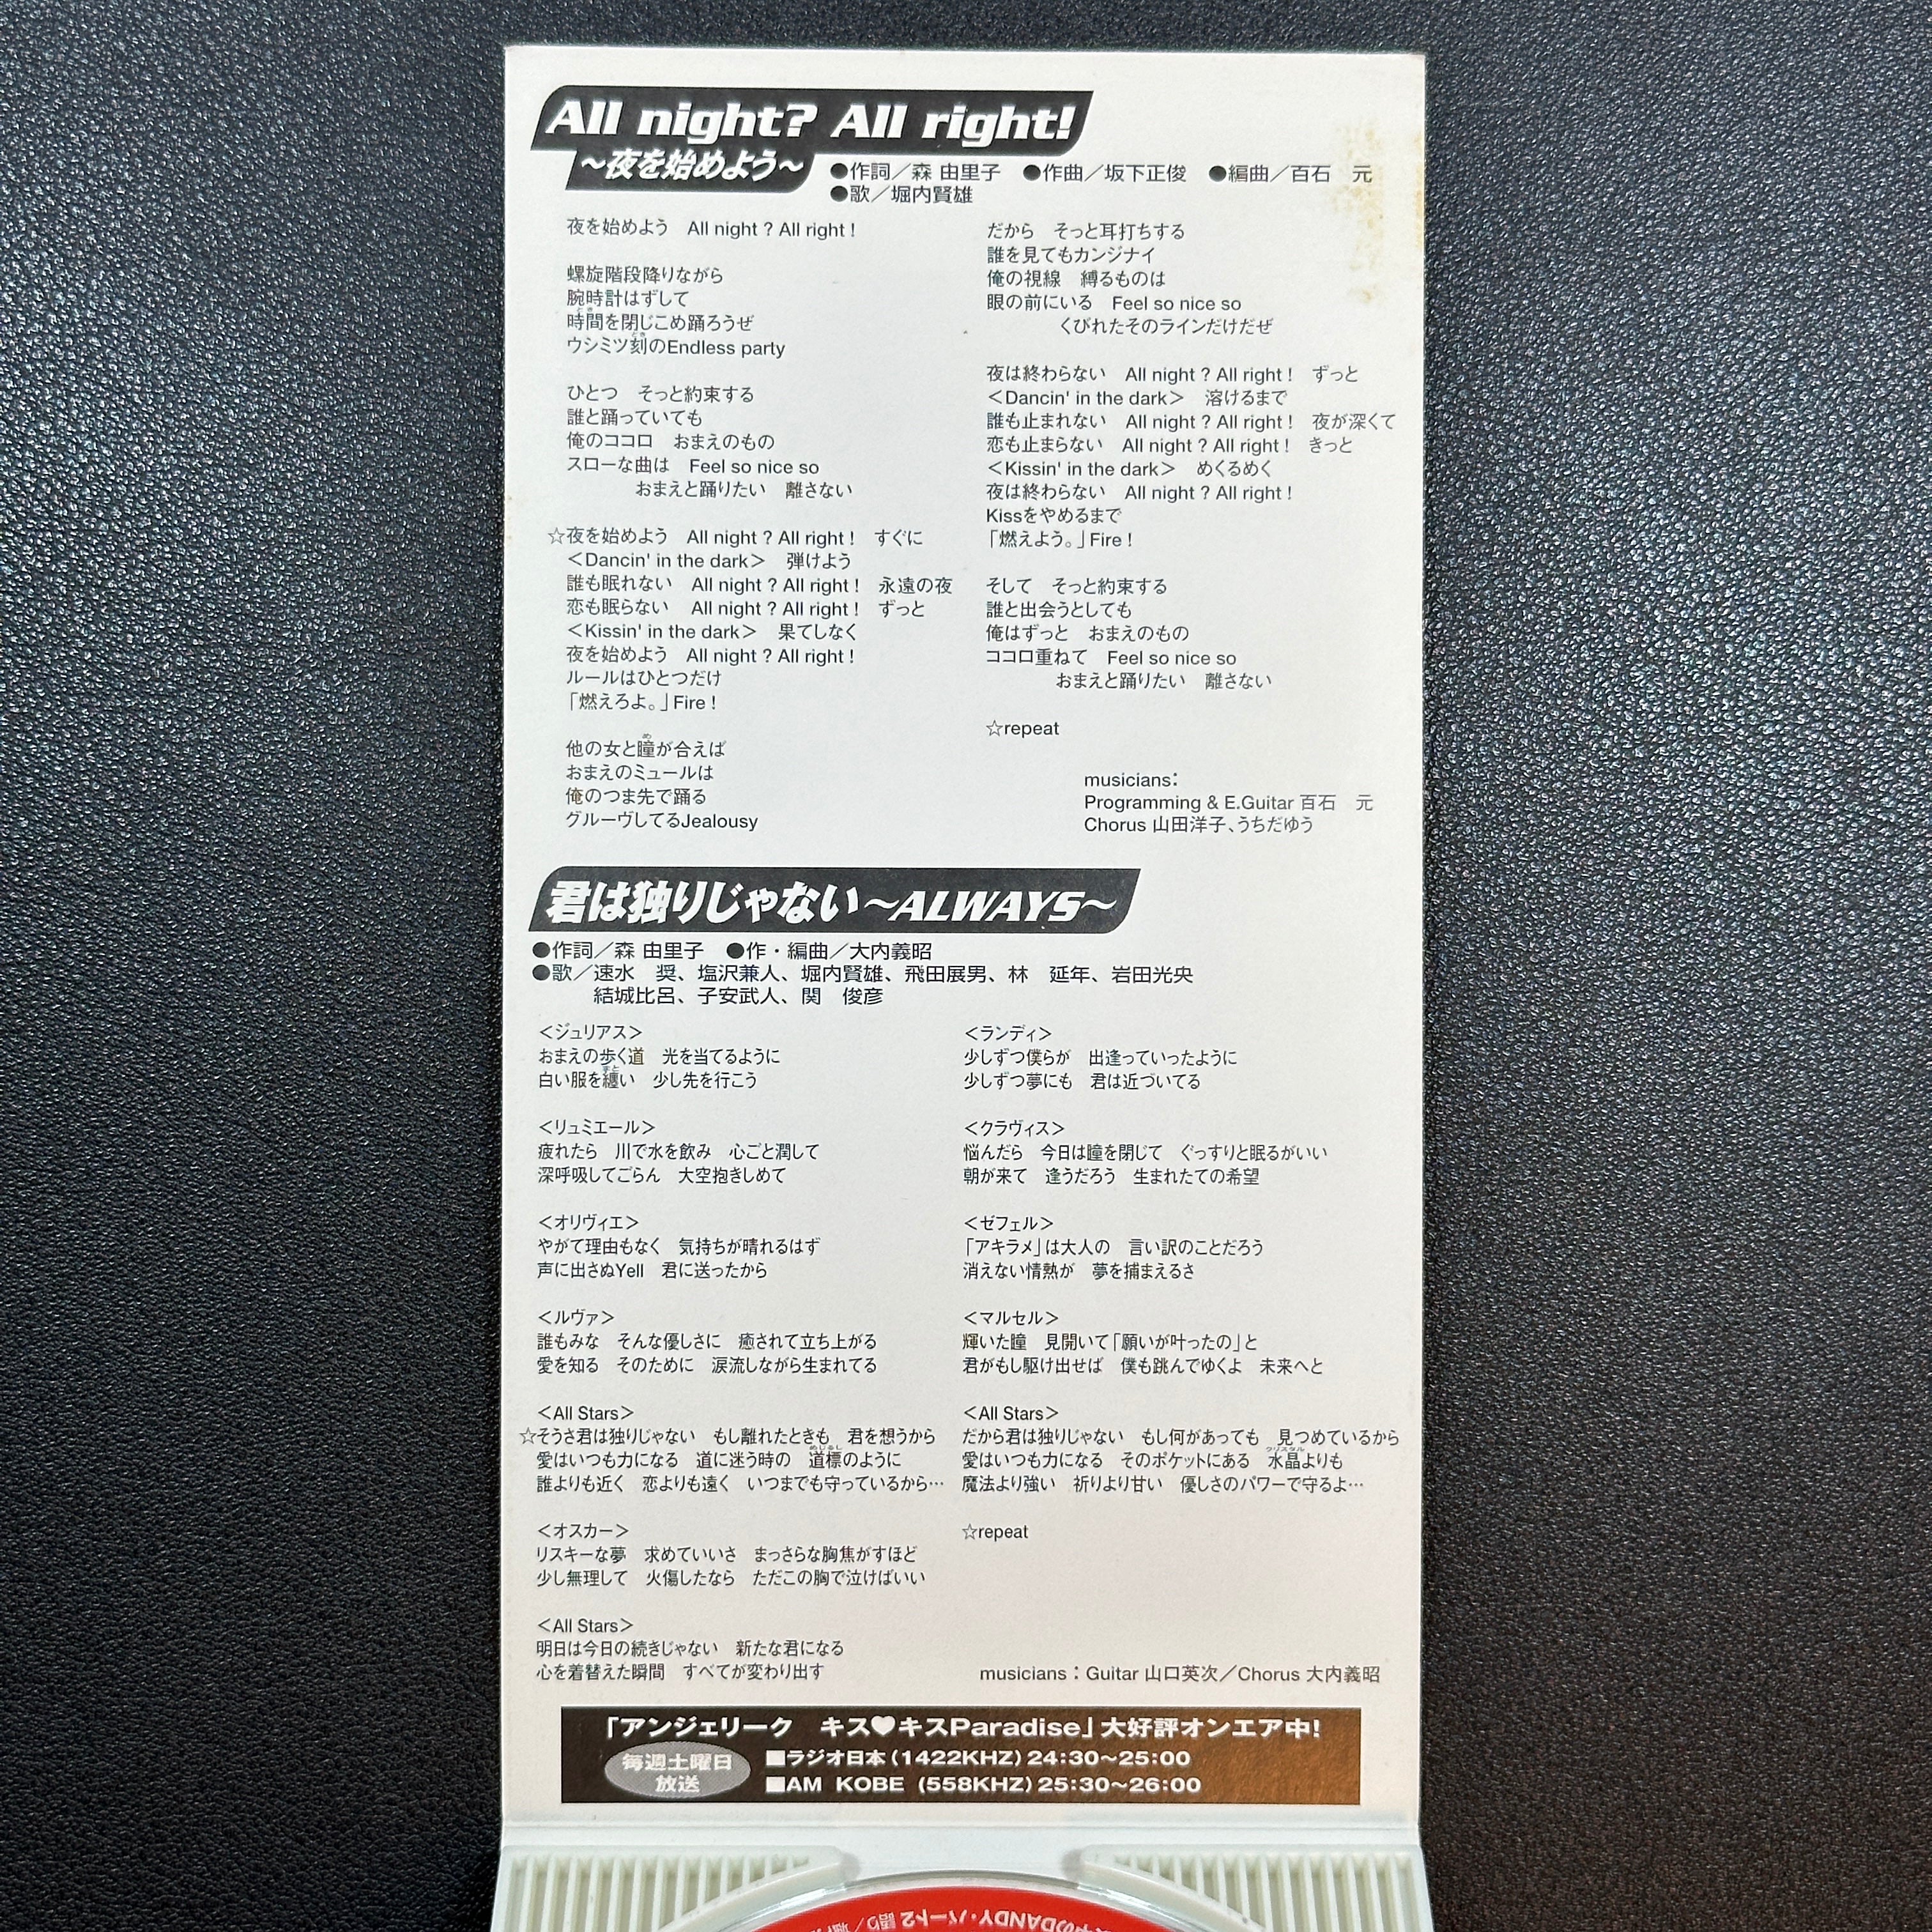 All night? All right!
～夜を始めよう～
●作詞／森 由里子　●作曲／坂下正俊　●編曲／百石　元
●歌／堀内賢雄
夜を始めよう　All night ? All right !
螺旋階段降りながら
腕時計はずして
時間を閉じこめ踊ろうぜ
ウシミツ刻のEndless party
ひとつ　そっと約束する
誰と踊っていても
俺のココロ　おまえのもの
スローな曲は　Feel so nice so
おまえと踊りたい　離さない
☆夜を始めよう　All night ? All right !　すぐに
＜Dancin' in the dark＞　弾けよう
誰も眠れない　All night ? All right !　永遠の夜
恋も眠らない　All night ? All right !　ずっと
＜Kissin' in the dark＞　果てしなく
夜を始めよう　All night ? All right !
ルールはひとつだけ
「燃えろよ。」Fire !
他の女と瞳が合えば
おまえのミュールは
俺のつま先で踊る
グルーヴしてるJealousy
だから　そっと耳打ちする
誰を見てもカンジナイ
俺の視線　縛るものは
眼の前にいる　Feel so nice so
くびれたそのラインだけだぜ
夜は終わらない　All night ? All right !　ずっと
＜Dancin' in the dark＞　溶けるまで
誰も止まれない　All night ? All right !　夜が深くて
恋も止まらない　All night ? All right !　きっと
＜Kissin' in the dark＞　めくるめく
夜は終わらない　All night ? All right !
Kissをやめるまで
「燃えよう。」Fire !
そして　そっと約束する
誰と出会うとしても
俺はずっと　おまえのもの
ココロ重ねて　Feel so nice so
おまえと踊りたい　離さない
☆repeat
musicians：
Programming & E.Guitar 百石　元
Chorus 山田洋子、うちだゆう
君は独りじゃない～ALWAYS～
●作詞／森 由里子　●作・編曲／大内義昭
●歌／速水　奨、塩沢兼人、堀内賢雄、飛田展男、林　延年、岩田光央
結城比呂、子安武人、関　俊彦
＜ジュリアス＞
おまえの歩く道　光を当てるように
白い服を纏い　少し先を行こう
＜リュミエール＞
疲れたら　川で水を飲み　心ごと潤して
深呼吸してごらん　大空抱きしめて
＜オリヴィエ＞
やがて理由もなく　気持ちが晴れるはず
声に出さぬYell　君に送ったから
＜ルヴァ＞
誰もみな　そんな優しさに　癒されて立ち上がる
愛を知る　そのために　涙流しながら生まれてる
＜All Stars＞
☆そうさ君は独りじゃない　もし離れたときも　君を想うから
愛はいつも力になる　道に迷う時の　道標のように
誰よりも近く　恋よりも遠く　いつまでも守っているから…
＜オスカー＞
リスキーな夢　求めていいさ　まっさらな胸焦がすほど
少し無理して　火傷したなら　ただこの胸で泣けばいい
＜All Stars＞
明日は今日の続きじゃない　新たな君になる
心を着替えた瞬間　すべてが変わり出す
＜ランディ＞
少しずつ僕らが　出逢っていったように
少しずつ夢にも　君は近づいてる
＜クラヴィス＞
悩んだら　今日は瞳を閉じて　ぐっすりと眠るがいい
朝が来て　逢うだろう　生まれたての希望
＜ゼフェル＞
「アキラメ」は大人の　言い訳のことだろう
消えない情熱が　夢を捕まえるさ
＜マルセル＞
輝いた瞳　見開いて「願いが叶ったの」と
君がもし駆け出せば　僕も跳んでゆくよ　未来へと
＜All Stars＞
だから君は独りじゃない　もし何があっても　見つめているから
愛はいつも力になる　そのポケットにある　水晶よりも
魔法より強い　祈りより甘い　優しさのパワーで守るよ…
☆repeat
musicians：Guitar 山口英次／Chorus 大内義昭
「アンジェリーク　キス♥キスParadise」大好評オンエア中!
毎週土曜日
放送
■ラジオ日本（1422KHZ）24:30～25:00
■AM KOBE（558KHZ）25:30～26:00
DANDY・パート2